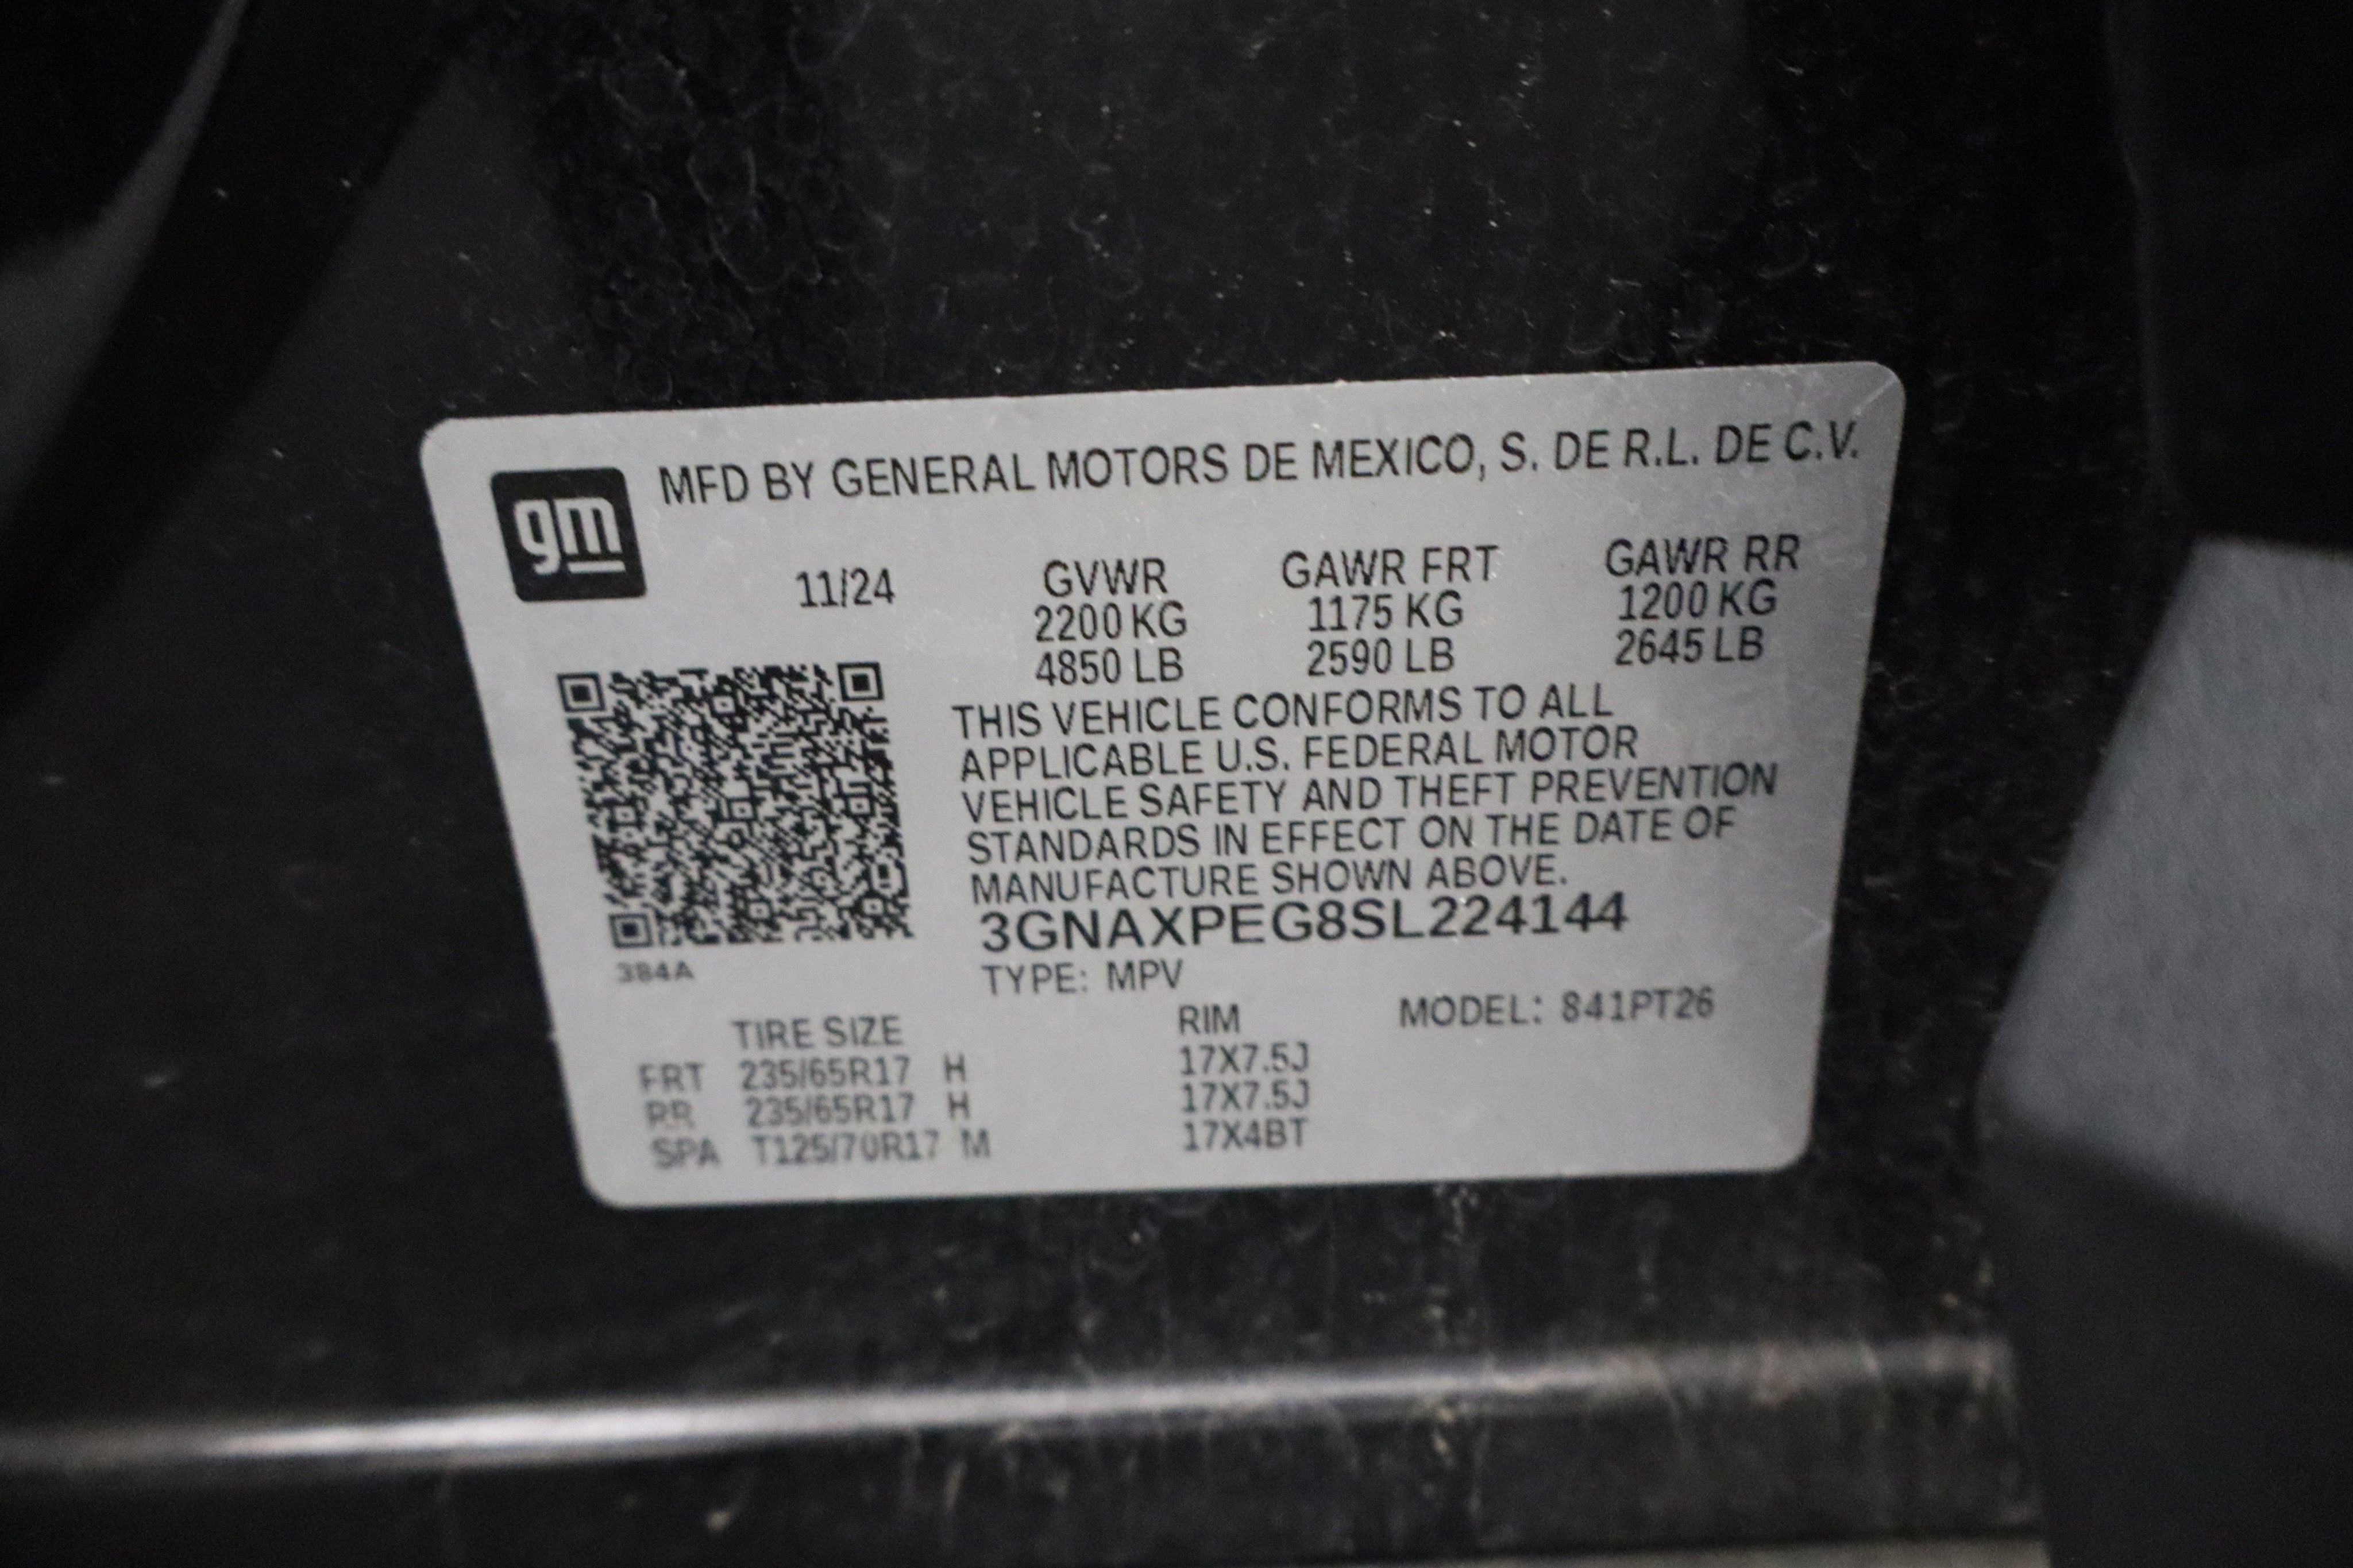 gm
MFD BY GENERAL MOTORS DE MEXICO, S. DE R.L. DE C.V.
11/24 GVWR GAWR FRT GAWR RR
2200 KG 1175 KG 1200 KG
4850 LB 2590 LB 2645 LB
THIS VEHICLE CONFORMS TO ALL
APPLICABLE U.S. FEDERAL MOTOR
VEHICLE SAFETY AND THEFT PREVENTION
STANDARDS IN EFFECT ON THE DATE OF
MANUFACTURE SHOWN ABOVE.
3GNAXPEG8SL224144
384A
TYPE: MPV
TIRE SIZE RIM MODEL: 841PT26
FRT 235/65R17 H 17X7.5J
RR 235/65R17 H 17X7.5J
SPA T125/70R17 M 17X4BT